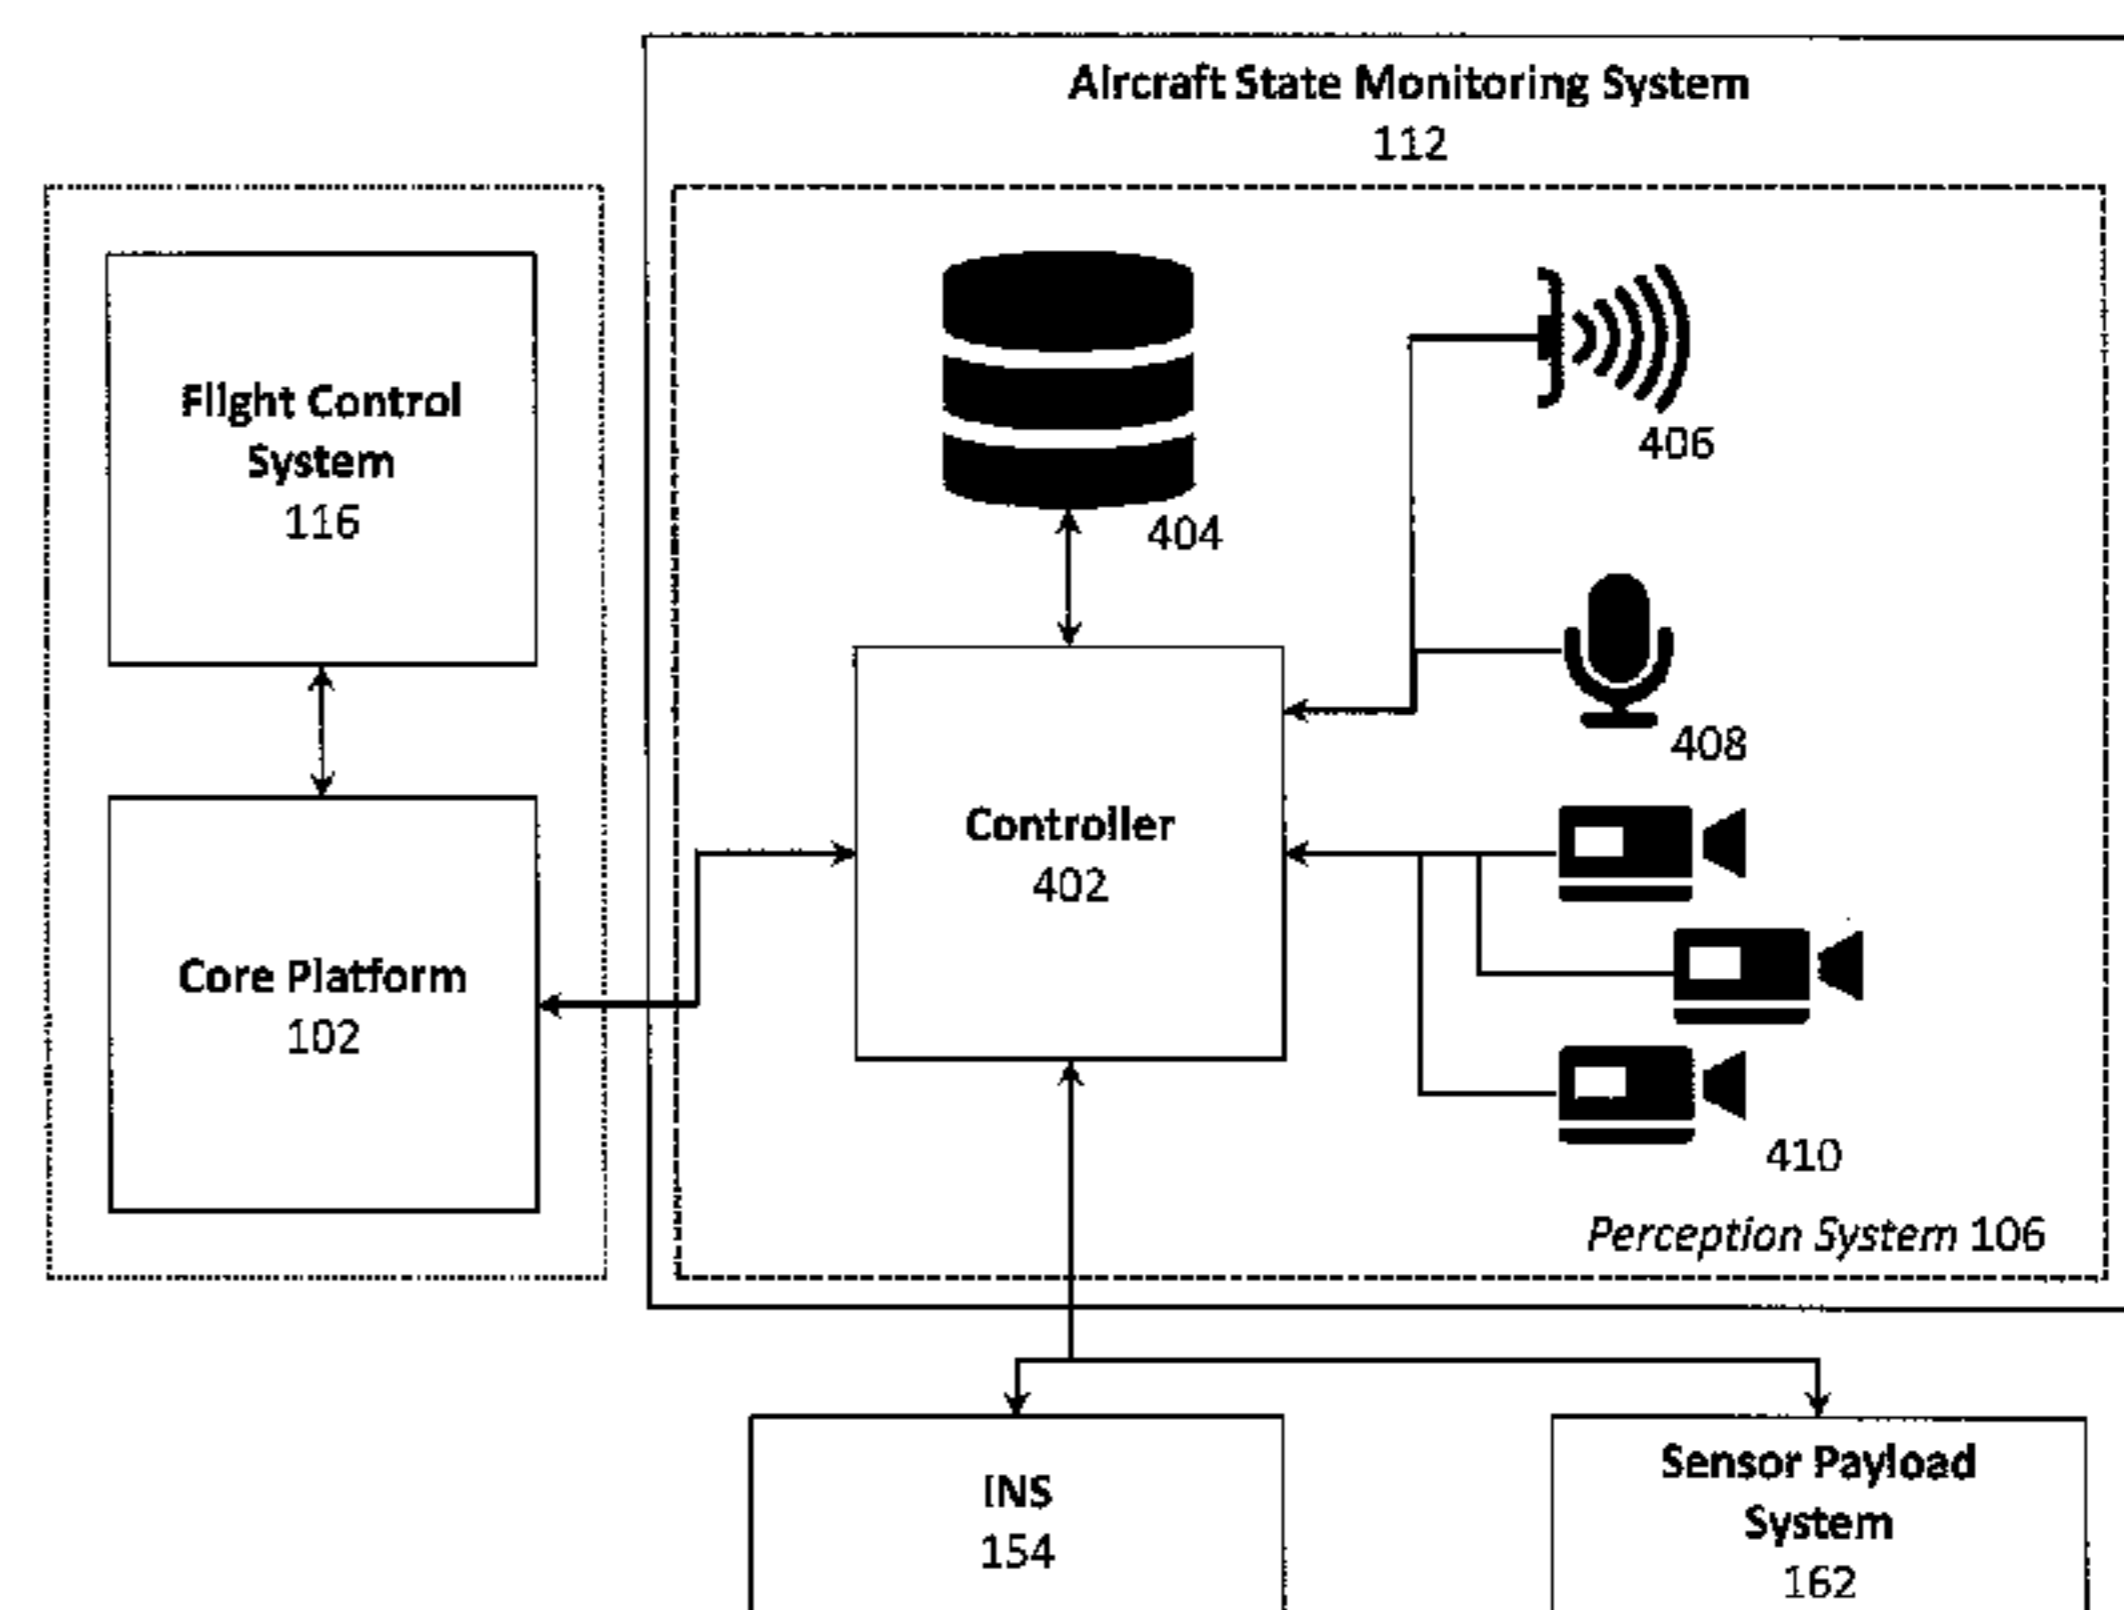 Aircraft State Monitoring System
112
Flight Control
System
116
404
406
408
Controller
402
Core Platform
102
410
Perception System 106
INS
154
Sensor Payload
System
162